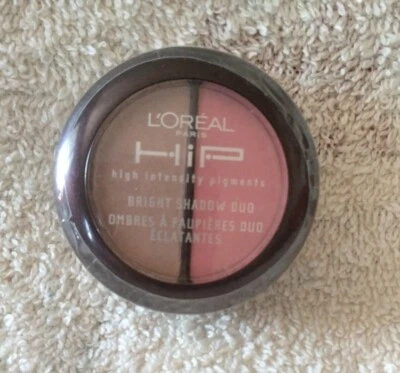 L'ORÉAL
PARIS
HiP
high intensity pigments
BRIGHT SHADOW DUO
OMBRES À PAUPIÈRES DUO
ÉCLATANTES